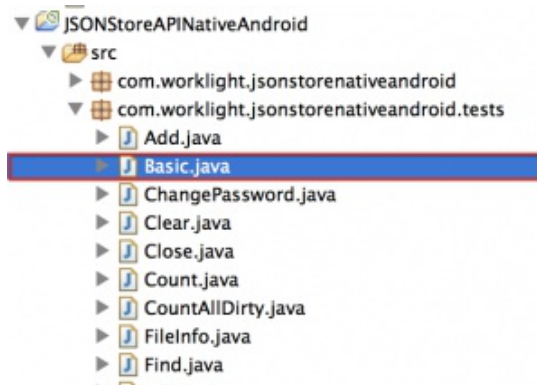 JSONStoreAPINativeAndroid
src
com.worklight.jsonstorenativeandroid
com.worklight.jsonstorenativeandroid.tests
Add.java
Basic.java
ChangePassword.java
Clear.java
Close.java
Count.java
CountAllDirty.java
FileInfo.java
Find.java